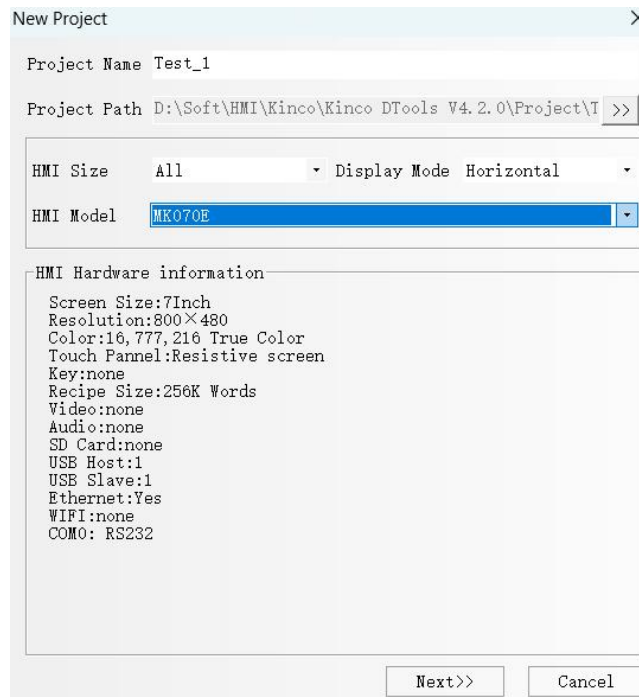 New Project
Project Name Test_1
Project Path D:\Soft\HMI\Kinco\Kinco DTools V4.2.0\Project\T >>
HMI Size All Display Mode Horizontal
HMI Model MK070E
HMI Hardware information
Screen Size:7Inch
Resolution:800×480
Color:16,777,216 True Color
Touch Pannel:Resistive screen
Key:none
Recipe Size:256K Words
Video:none
Audio:none
SD Card:none
USB Host:1
USB Slave:1
Ethernet:Yes
WIFI:none
COM0: RS232
Next>> Cancel